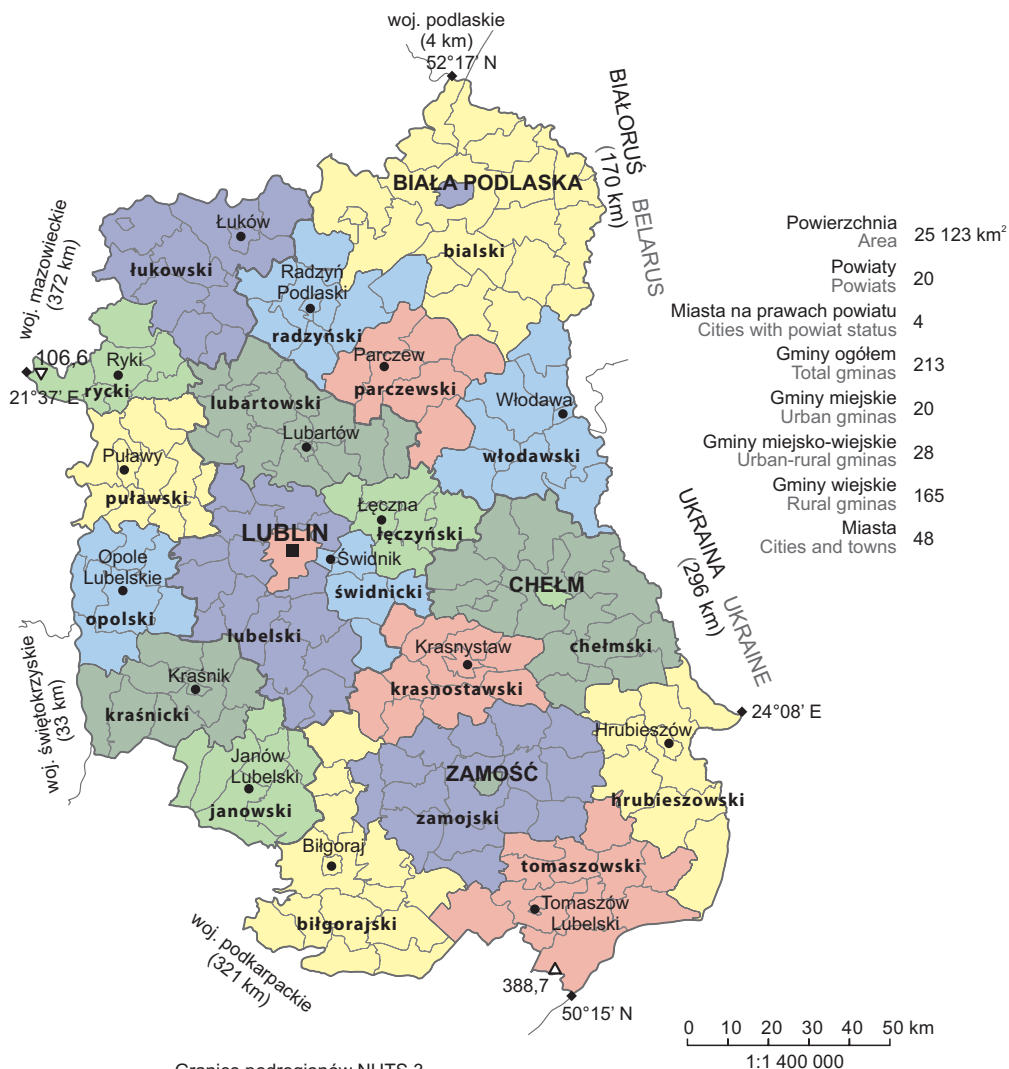 woj. podlaskie
(4 km)
52°17' N
BIAŁORUŚ
(170 km)
BELARUS
BIAŁA PODLASKA
bialski
Łuków
łukowski
woj. mazowieckie
(372 km)
Radzyń
Podlaski
radzyński
106,6
Ryki
rycki
21°37' E
Parczew
parczewski
lubartowski
Lubartów
Włodawa
włodawski
Puławy
puławski
Łęczna
łęczyński
LUBLIN
Świdnik
świdnicki
Opole
Lubelskie
opolski
lubelski
CHEŁM
chełmski
UKRAINA
(296 km)
UKRAINE
Krasnystaw
krasnostawski
woj. świętokrzyskie
(33 km)
Kraśnik
kraśnicki
24°08' E
Hrubieszów
hrubieszowski
Janów
Lubelski
janowski
ZAMOŚĆ
zamojski
Biłgoraj
biłgorajski
tomaszowski
Tomaszów
Lubelski
woj. podkarpackie
(321 km)
388,7
50°15' N
Powierzchnia
Area
25 123 km²
Powiaty
Powiats
20
Miasta na prawach powiatu
Cities with powiat status
4
Gminy ogółem
Total gminas
213
Gminy miejskie
Urban gminas
20
Gminy miejsko-wiejskie
Urban-rural gminas
28
Gminy wiejskie
Rural gminas
165
Miasta
Cities and towns
48
0 10 20 30 40 50 km
1:1 400 000
Granice podregionów NUTS 3